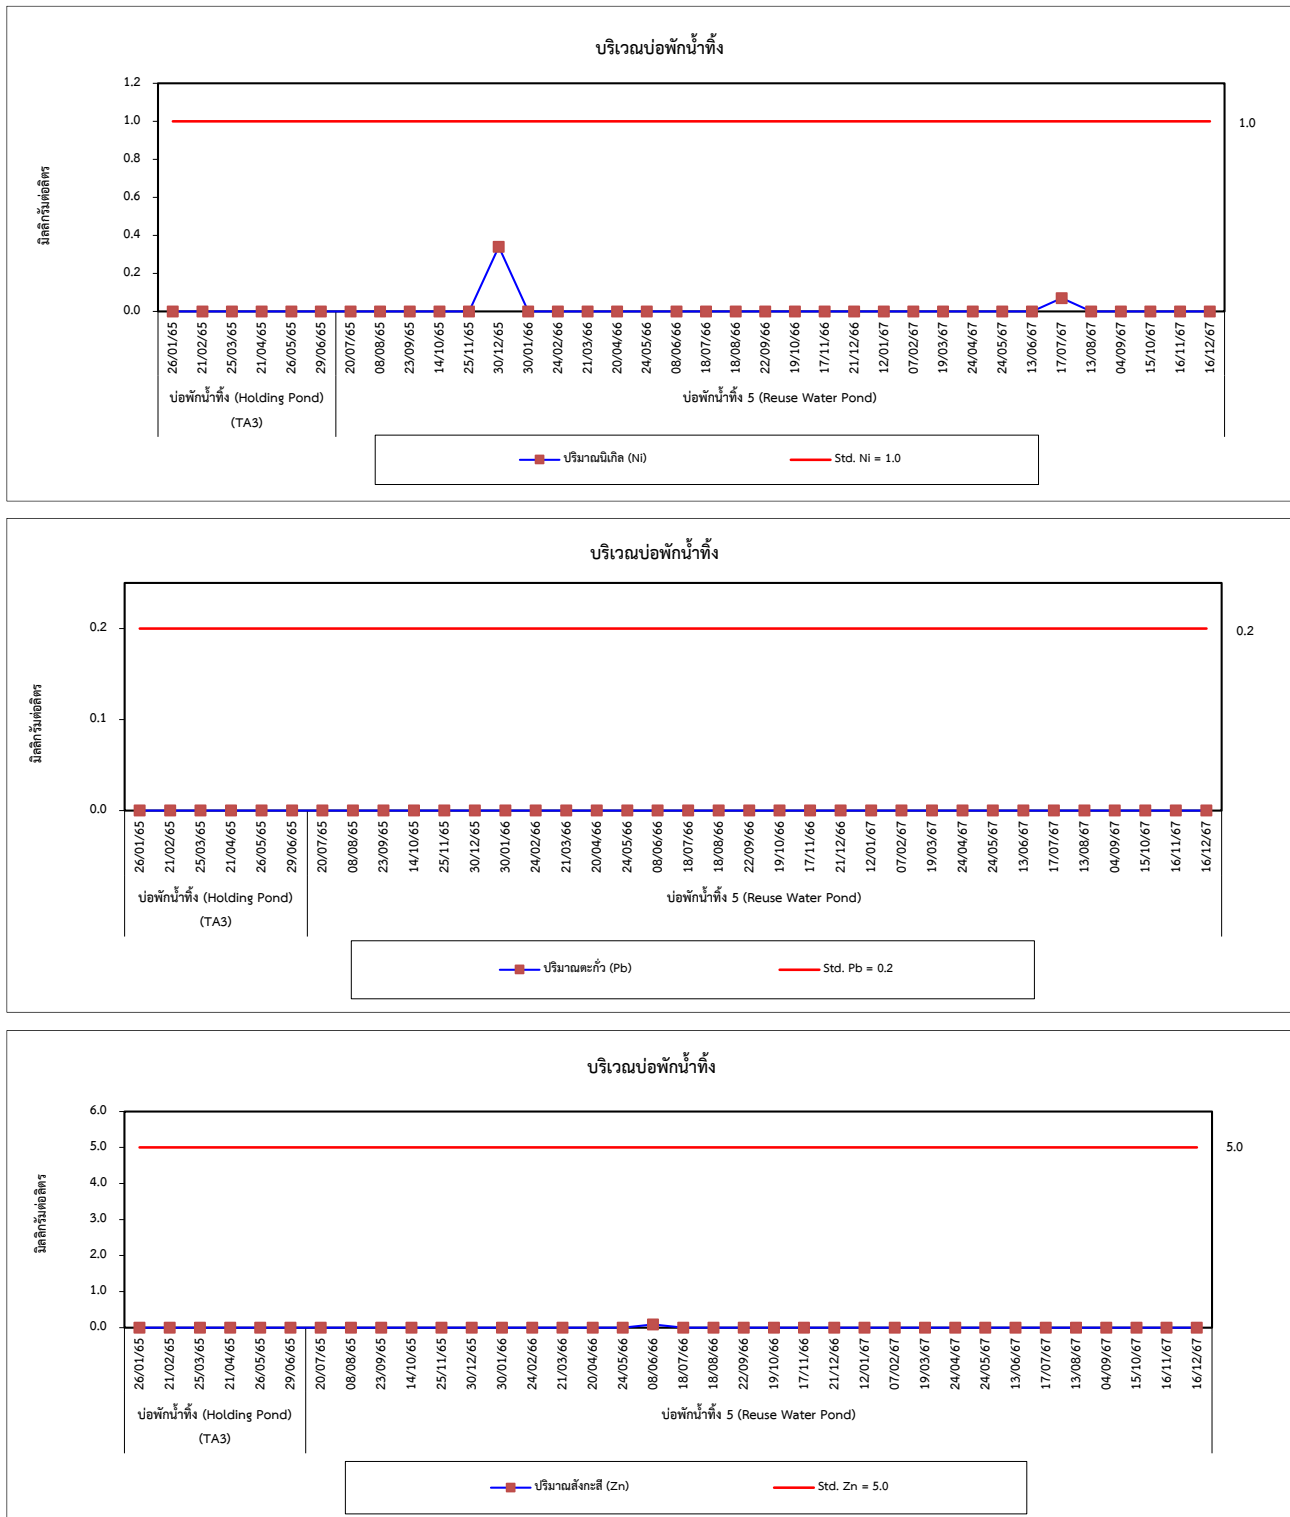 บริเวณบ่อพักน้ำทิ้ง
1.2
1.0
0.8
0.6
0.4
0.2
0.0
มิลลิกรัมต่อลิตร
1.0
26/01/65 21/02/65 25/03/65 21/04/65 26/05/65 29/06/65 20/07/65 08/08/65 23/09/65 14/10/65 25/11/65 30/12/65 30/01/66 24/02/66 21/03/66 20/04/66 24/05/66 08/06/66 18/07/66 18/08/66 22/09/66 19/10/66 17/11/66 21/12/66 12/01/67 07/02/67 19/03/67 24/04/67 24/05/67 13/06/67 17/07/67 13/08/67 04/09/67 15/10/67 16/11/67 16/12/67
บ่อพักน้ำทิ้ง (Holding Pond) บ่อพักน้ำทิ้ง 5 (Reuse Water Pond)
(TA3)
ปริมาณนิเกิล (Ni) Std. Ni = 1.0
บริเวณบ่อพักน้ำทิ้ง
0.2
0.1
0.0
มิลลิกรัมต่อลิตร
0.2
26/01/65 21/02/65 25/03/65 21/04/65 26/05/65 29/06/65 20/07/65 08/08/65 23/09/65 14/10/65 25/11/65 30/12/65 30/01/66 24/02/66 21/03/66 20/04/66 24/05/66 08/06/66 18/07/66 18/08/66 22/09/66 19/10/66 17/11/66 21/12/66 12/01/67 07/02/67 19/03/67 24/04/67 24/05/67 13/06/67 17/07/67 13/08/67 04/09/67 15/10/67 16/11/67 16/12/67
บ่อพักน้ำทิ้ง (Holding Pond) บ่อพักน้ำทิ้ง 5 (Reuse Water Pond)
(TA3)
ปริมาณตะกั่ว (Pb) Std. Pb = 0.2
บริเวณบ่อพักน้ำทิ้ง
6.0
5.0
4.0
3.0
2.0
1.0
0.0
มิลลิกรัมต่อลิตร
5.0
26/01/65 21/02/65 25/03/65 21/04/65 26/05/65 29/06/65 20/07/65 08/08/65 23/09/65 14/10/65 25/11/65 30/12/65 30/01/66 24/02/66 21/03/66 20/04/66 24/05/66 08/06/66 18/07/66 18/08/66 22/09/66 19/10/66 17/11/66 21/12/66 12/01/67 07/02/67 19/03/67 24/04/67 24/05/67 13/06/67 17/07/67 13/08/67 04/09/67 15/10/67 16/11/67 16/12/67
บ่อพักน้ำทิ้ง (Holding Pond) บ่อพักน้ำทิ้ง 5 (Reuse Water Pond)
(TA3)
ปริมาณสังกะสี (Zn) Std. Zn = 5.0